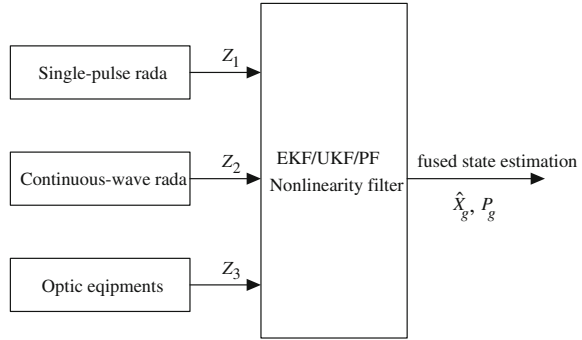 Single-pulse rada
Z1
Continuous-wave rada
Z2
Optic eqipments
Z3
EKF/UKF/PF
Nonlinearity filter
fused state estimation
X̂g, Pg